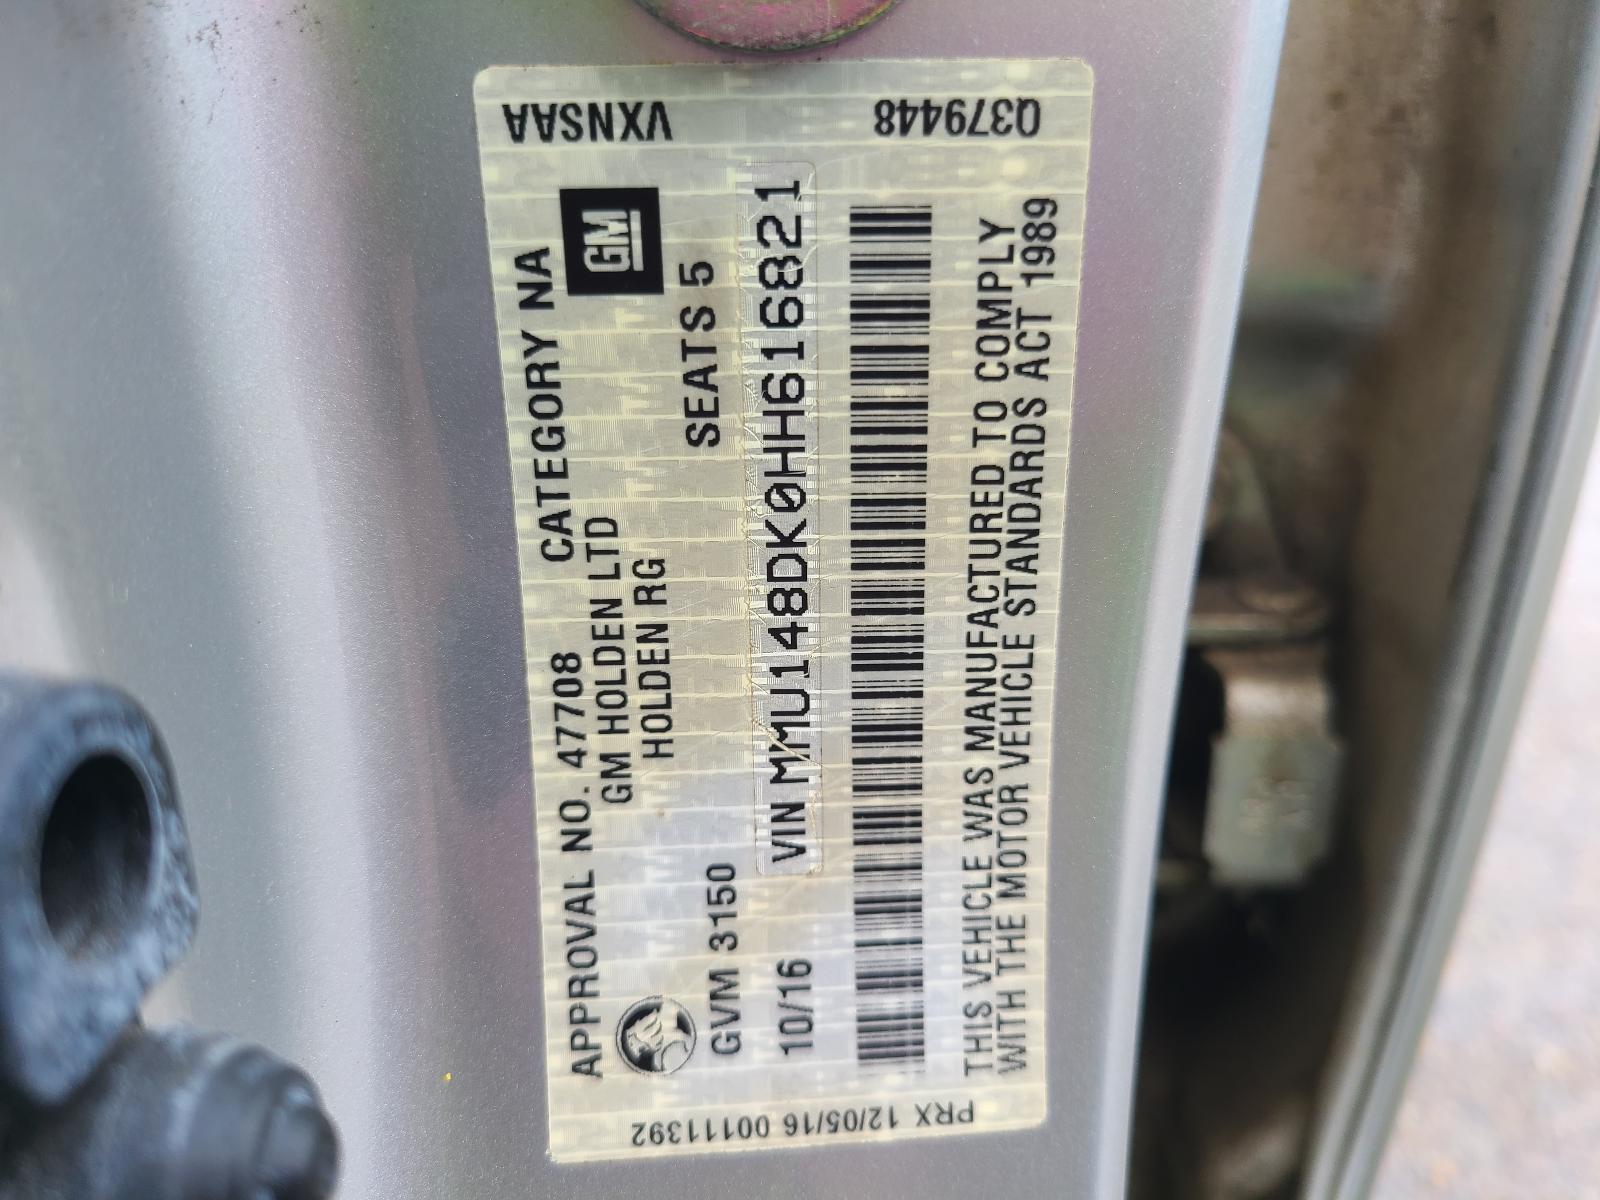 APPROVAL NO. 47708 CATEGORY NA
GM HOLDEN LTD
HOLDEN RG
GM
GVM 3150 SEATS 5
10/16 VIN MMU148DK0HH616821
THIS VEHICLE WAS MANUFACTURED TO COMPLY
WITH THE MOTOR VEHICLE STANDARDS ACT 1989
VXNSAA Q379448
PRX 12/05/16 00111392